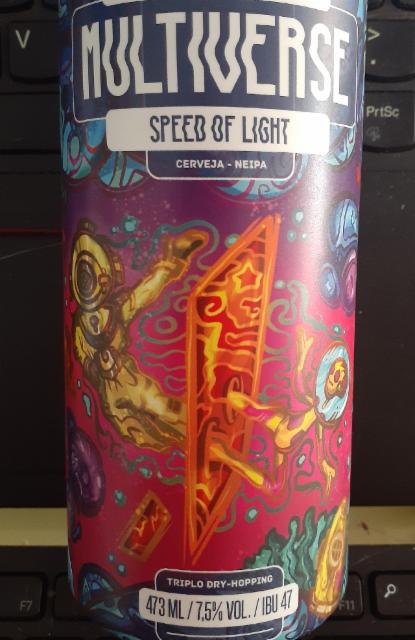 MULTIVERSE
SPEED OF LIGHT
CERVEJA - NEIPA
TRIPLO DRY-HOPPING
473 ML / 7,5% VOL. / IBU 47
V
>
.
PrtSc
F7
F11